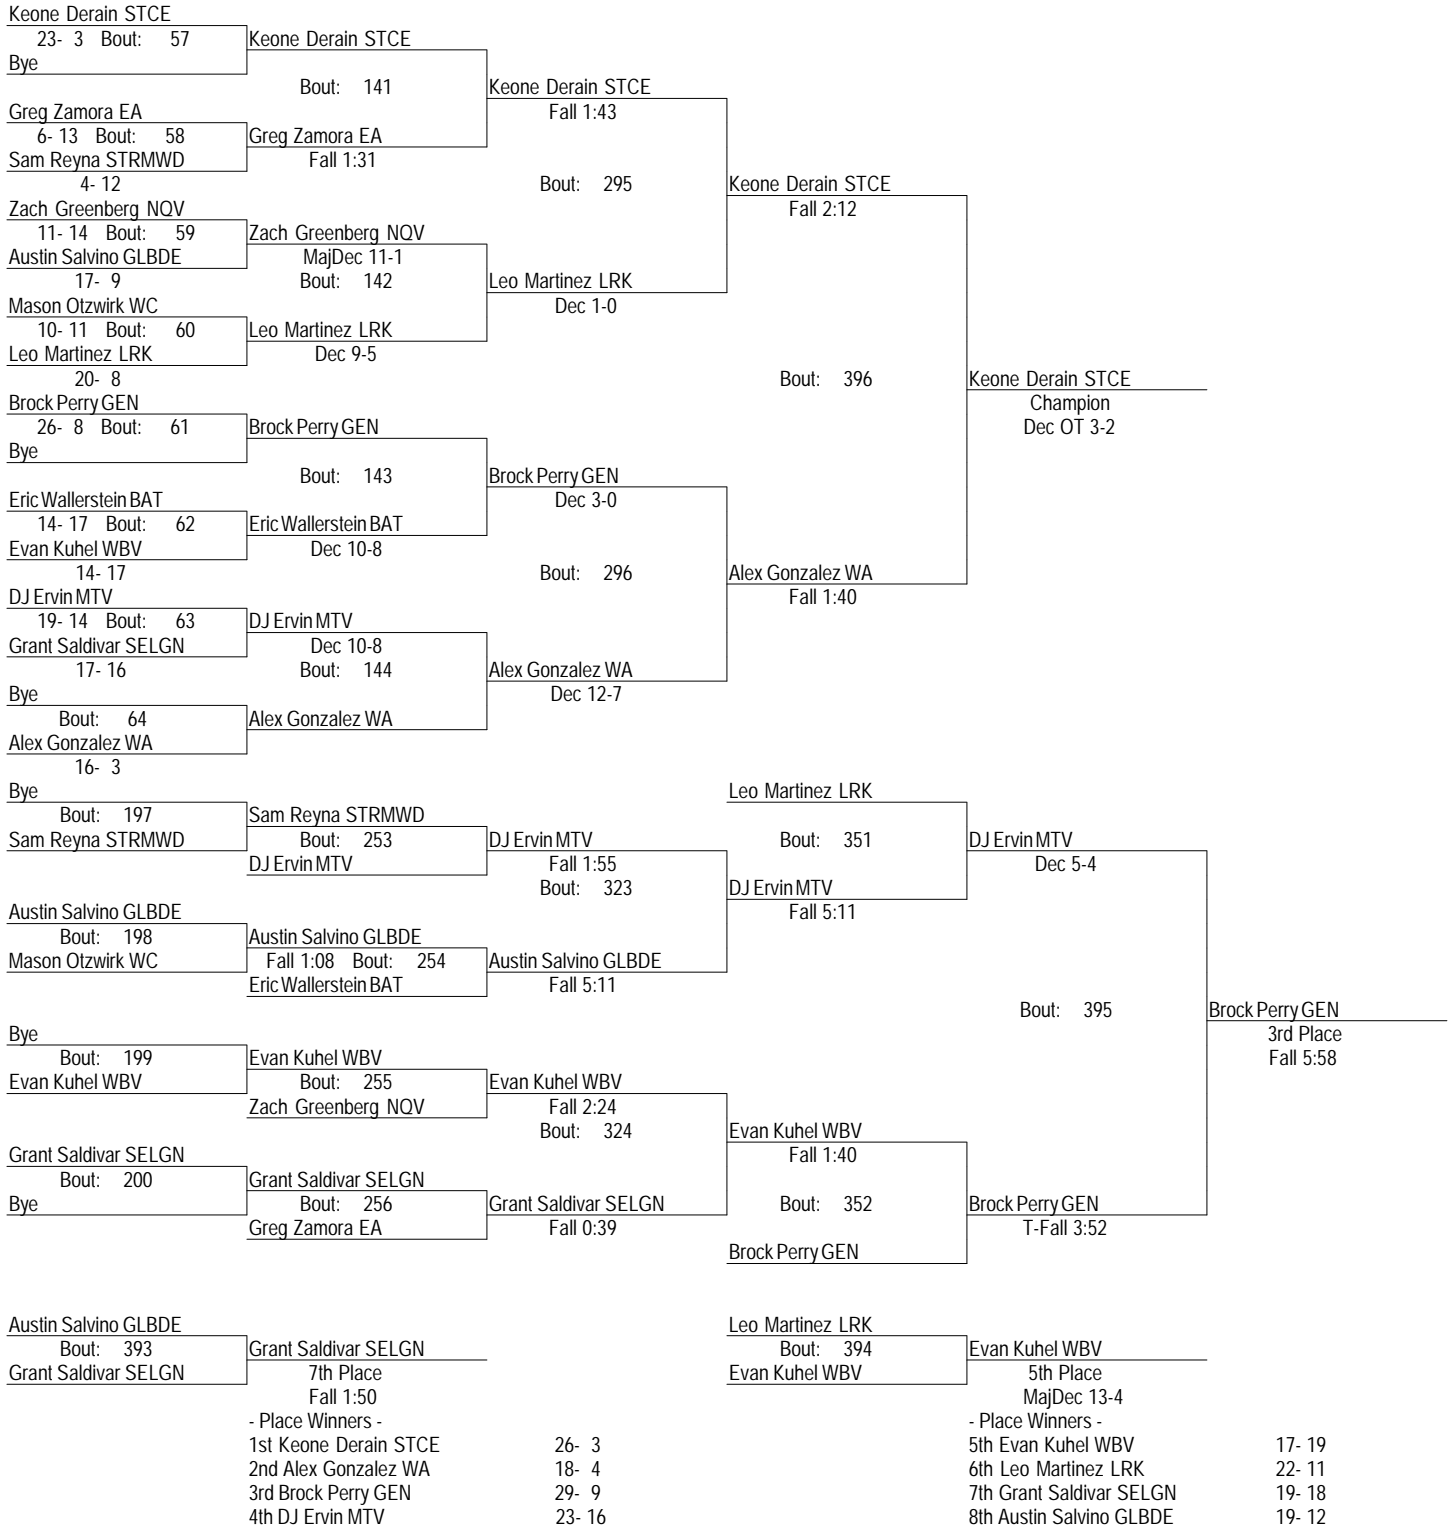 Keone Derain STCE
23- 3 Bout: 57 Keone Derain STCE
Bye
Bout: 141 Keone Derain STCE
Greg Zamora EA Fall 1:43
6- 13 Bout: 58 Greg Zamora EA
Sam Reyna STRMWD Fall 1:31
4- 12 Bout: 295 Keone Derain STCE
Zach Greenberg NQV Fall 2:12
11- 14 Bout: 59 Zach Greenberg NQV
Austin Salvino GLBDE MajDec 11-1
17- 9 Bout: 142 Leo Martinez LRK
Mason Otzwirk WC Dec 1-0
10- 11 Bout: 60 Leo Martinez LRK
Leo Martinez LRK Dec 9-5
20- 8 Bout: 396 Keone Derain STCE
Brock Perry GEN Champion
26- 8 Bout: 61 Brock Perry GEN Dec OT 3-2
Bye
Bout: 143 Brock Perry GEN
Eric Wallerstein BAT Dec 3-0
14- 17 Bout: 62 Eric Wallerstein BAT
Evan Kuhel WBV Dec 10-8
14- 17 Bout: 296 Alex Gonzalez WA
DJ Ervin MTV Fall 1:40
19- 14 Bout: 63 DJ Ervin MTV
Grant Saldivar SELGN Dec 10-8
17- 16 Bout: 144 Alex Gonzalez WA
Bye Dec 12-7
Bout: 64 Alex Gonzalez WA
Alex Gonzalez WA
16- 3
Bye Leo Martinez LRK
Bout: 197 Sam Reyna STRMWD
Sam Reyna STRMWD Bout: 253 DJ Ervin MTV Bout: 351 DJ Ervin MTV
DJ Ervin MTV Fall 1:55 Dec 5-4
Bout: 323 DJ Ervin MTV
Austin Salvino GLBDE Fall 5:11
Bout: 198 Austin Salvino GLBDE
Mason Otzwirk WC Fall 1:08 Bout: 254 Austin Salvino GLBDE
Eric Wallerstein BAT Fall 5:11
Bout: 395 Brock Perry GEN
Bye 3rd Place
Bout: 199 Evan Kuhel WBV Fall 5:58
Evan Kuhel WBV Bout: 255 Evan Kuhel WBV
Zach Greenberg NQV Fall 2:24
Bout: 324 Evan Kuhel WBV
Grant Saldivar SELGN Fall 1:40
Bout: 200 Grant Saldivar SELGN
Bye Bout: 256 Grant Saldivar SELGN Bout: 352 Brock Perry GEN
Greg Zamora EA Fall 0:39 T-Fall 3:52
Brock Perry GEN
Austin Salvino GLBDE Leo Martinez LRK
Bout: 393 Grant Saldivar SELGN Bout: 394 Evan Kuhel WBV
Grant Saldivar SELGN 7th Place Evan Kuhel WBV 5th Place
Fall 1:50 MajDec 13-4
- Place Winners - - Place Winners -
1st Keone Derain STCE 26- 3 5th Evan Kuhel WBV 17- 19
2nd Alex Gonzalez WA 18- 4 6th Leo Martinez LRK 22- 11
3rd Brock Perry GEN 29- 9 7th Grant Saldivar SELGN 19- 18
4th DJ Ervin MTV 23- 16 8th Austin Salvino GLBDE 19- 12